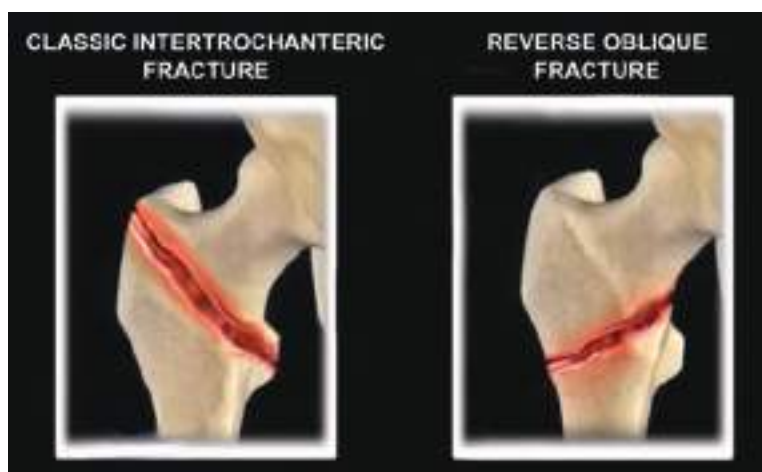 CLASSIC INTERTROCHANTERIC
FRACTURE
REVERSE OBLIQUE
FRACTURE